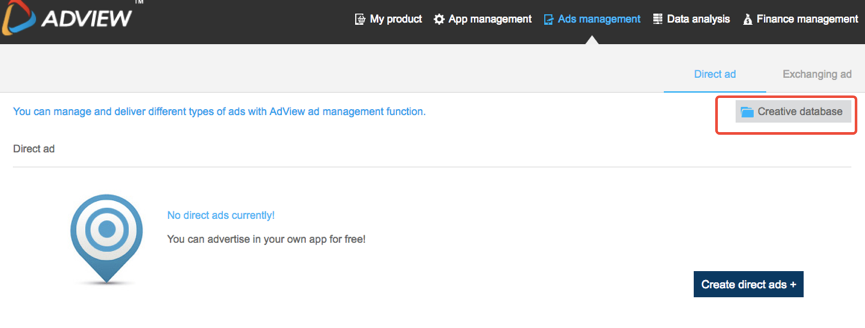 ADVIEW TM
My product App management Ads management Data analysis Finance management
Direct ad Exchanging ad
You can manage and deliver different types of ads with AdView ad management function.
Creative database
Direct ad
No direct ads currently!
You can advertise in your own app for free!
Create direct ads +